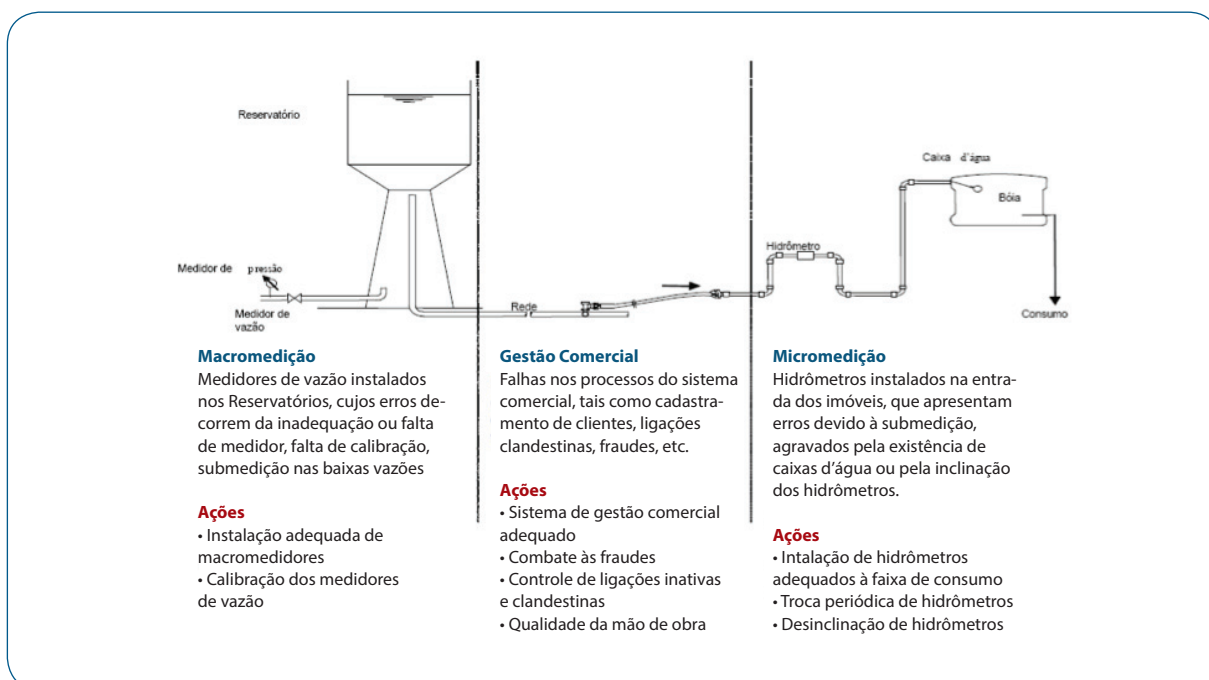 Reservatório
Caixa d'água
Bóia
Hidrômetro
Medidor de pressão
Rede
Medidor de
vazão
Consumo
Macromedição
Medidores de vazão instalados
nos Reservatórios, cujos erros de-
correm da inadequação ou falta
de medidor, falta de calibração,
submedição nas baixas vazões
Ações
• Instalação adequada de
macromedidores
• Calibração dos medidores
de vazão
Gestão Comercial
Falhas nos processos do sistema
comercial, tais como cadastra-
mento de clientes, ligações
clandestinas, fraudes, etc.
Ações
• Sistema de gestão comercial
adequado
• Combate às fraudes
• Controle de ligações inativas
e clandestinas
• Qualidade da mão de obra
Micromedição
Hidrômetros instalados na entra-
da dos imóveis, que apresentam
erros devido à submedição,
agravados pela existência de
caixas d'água ou pela inclinação
dos hidrômetros.
Ações
• Intalação de hidrômetros
adequados à faixa de consumo
• Troca periódica de hidrômetros
• Desinclinação de hidrômetros